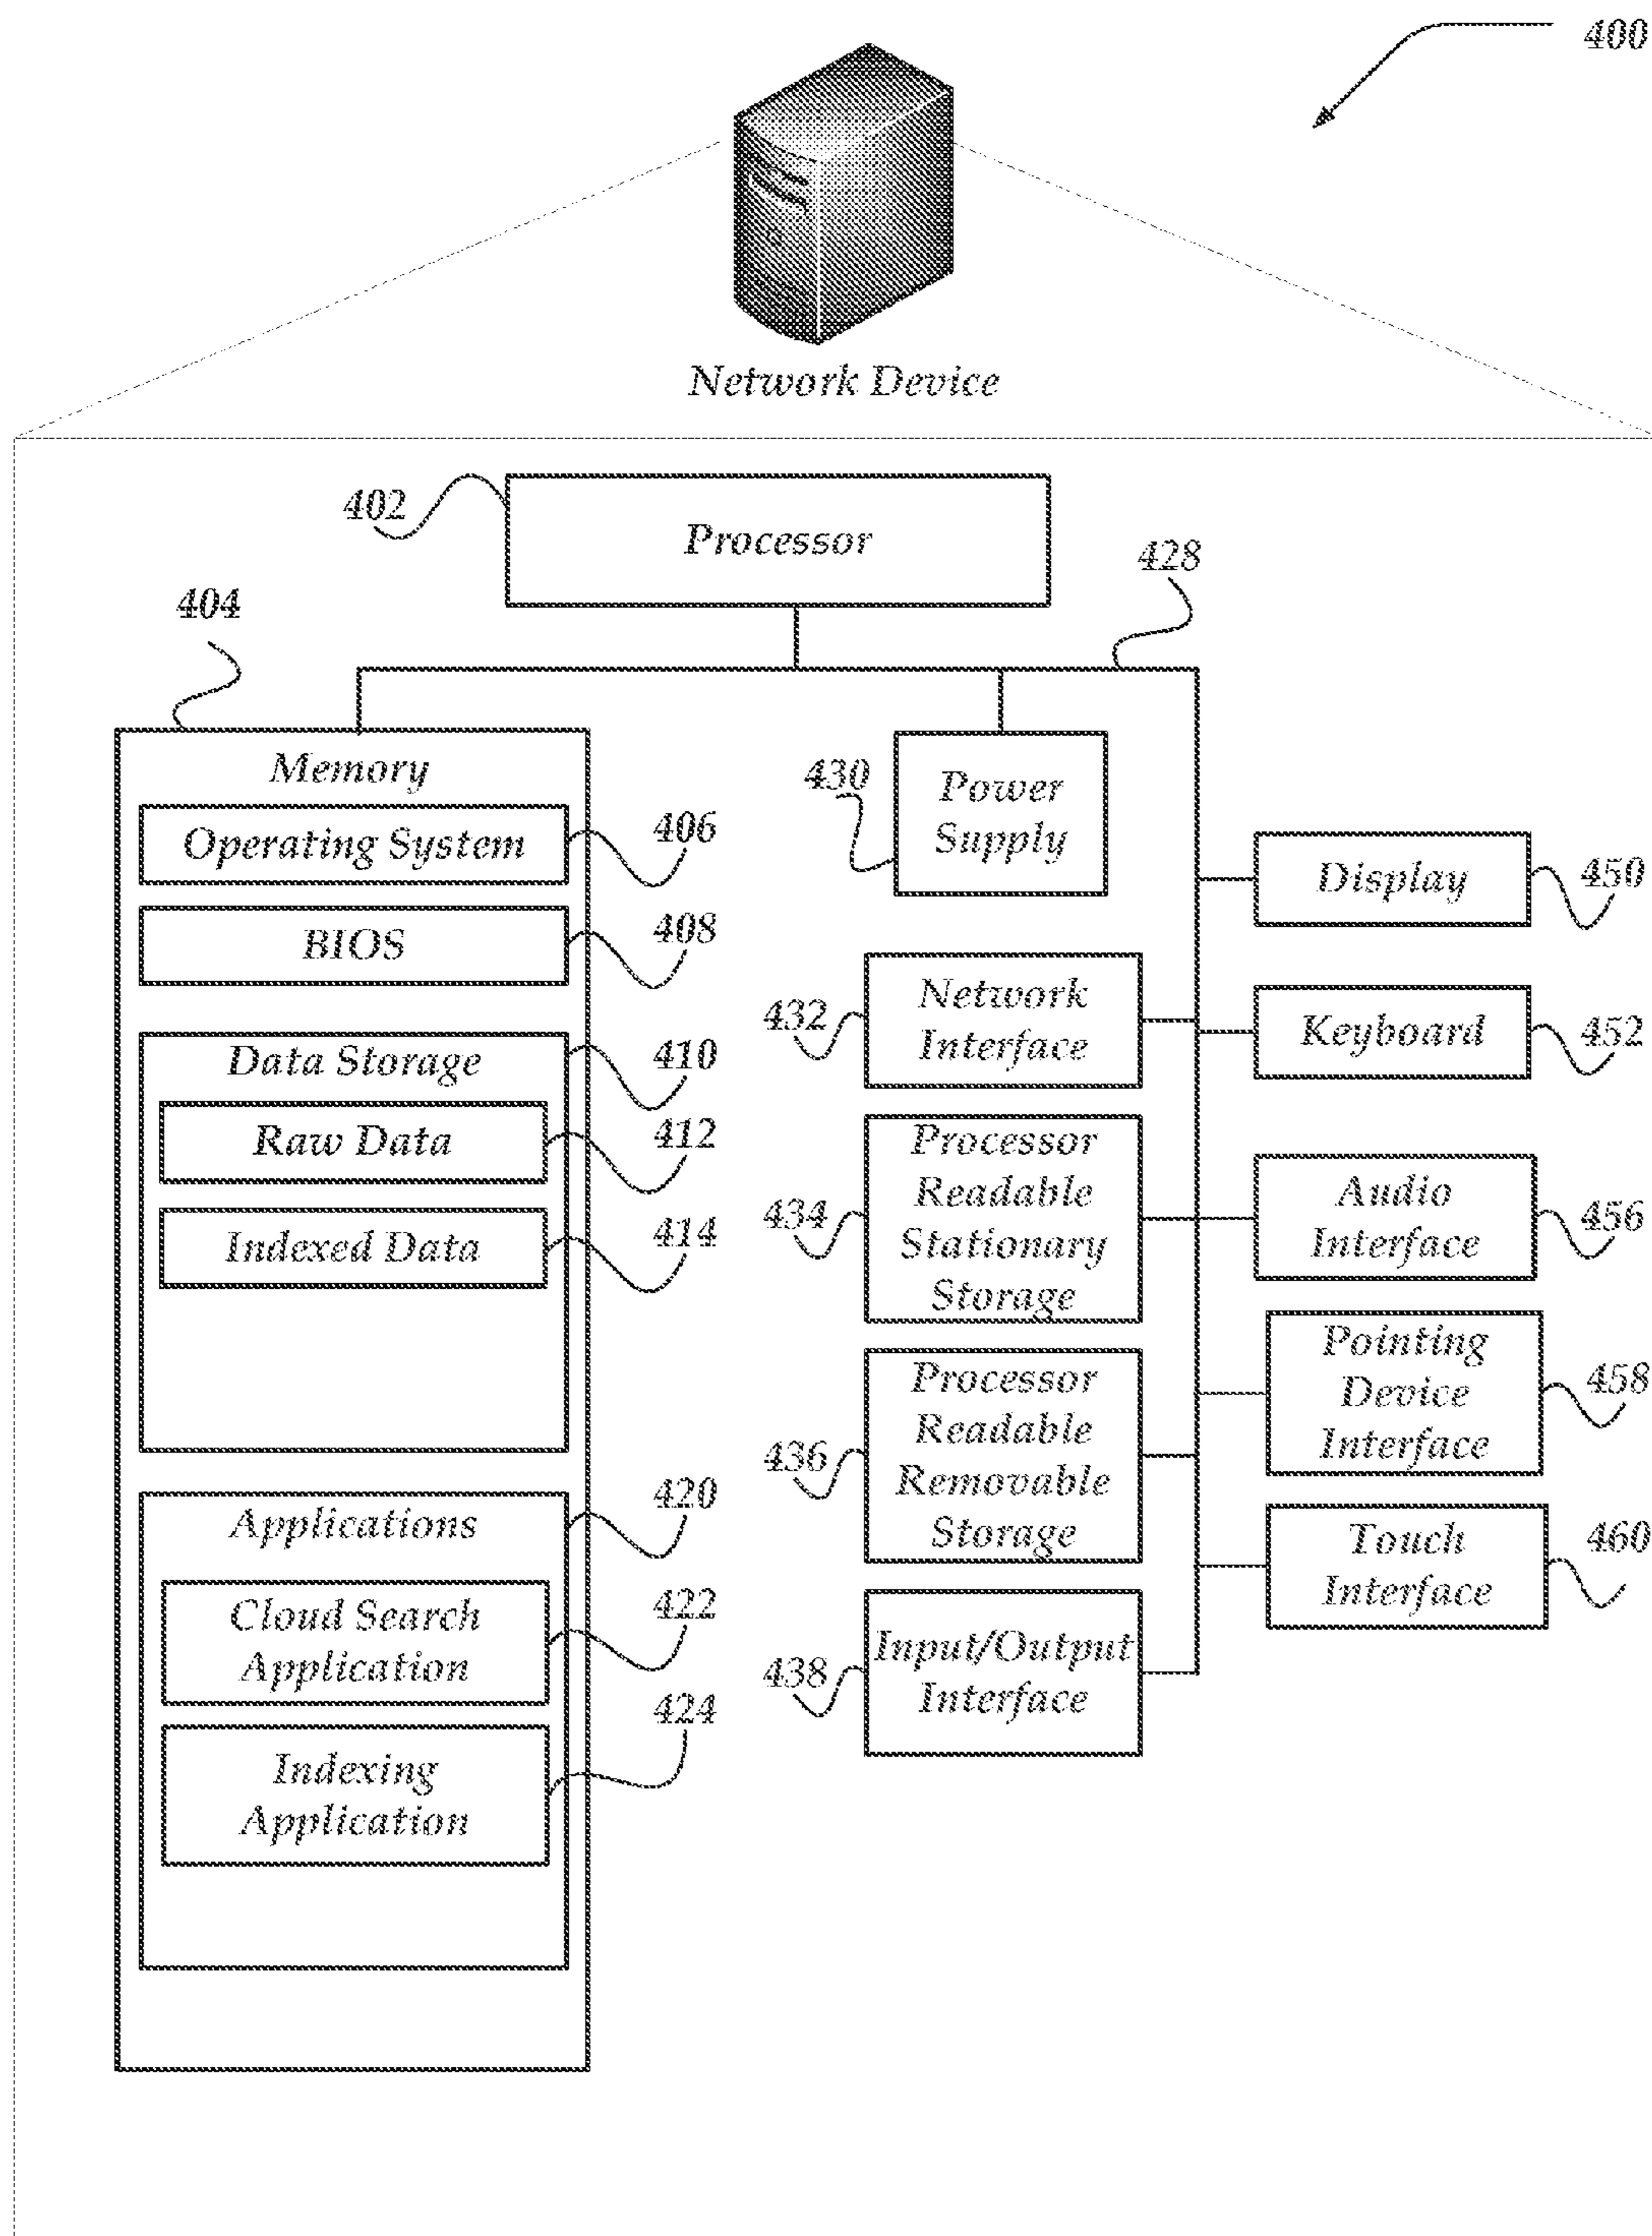 400
Network Device
402
Processor
428
404
Memory
Operating System
406
BIOS
408
Data Storage
410
Raw Data
412
Indexed Data
414
Applications
420
Cloud Search
Application
422
Indexing
Application
424
430
Power
Supply
432
Network
Interface
434
Processor
Readable
Stationary
Storage
436
Processor
Readable
Removable
Storage
438
Input/Output
Interface
Display
450
Keyboard
452
Audio
Interface
456
Pointing
Device
Interface
458
Touch
Interface
460